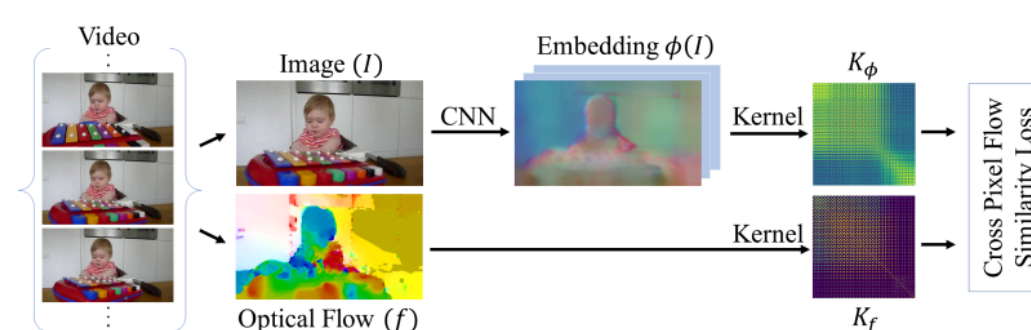 Video
Image (I)
Embedding ϕ(I)
CNN
Kernel
K_ϕ
Kernel
Optical Flow (f)
K_f
Cross Pixel Flow
Similarity Loss